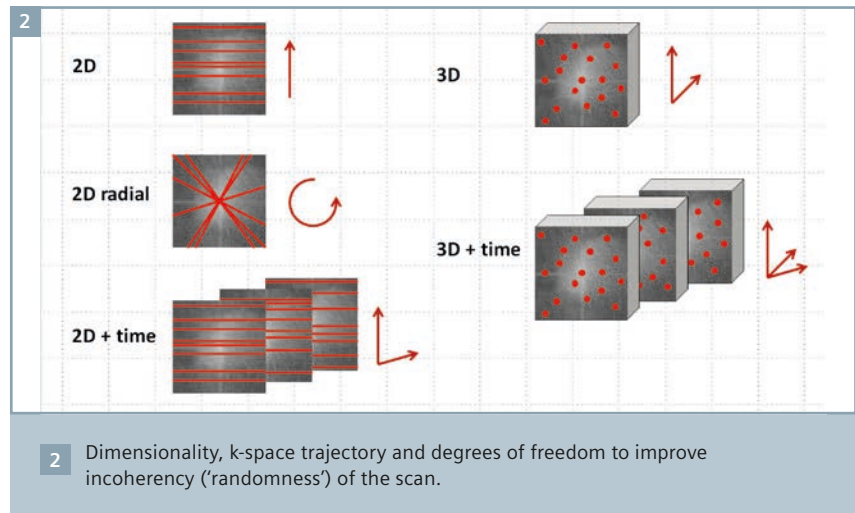 2
2D
3D
2D radial
3D + time
2D + time
2 Dimensionality, k-space trajectory and degrees of freedom to improve
incoherency (‘randomness’) of the scan.